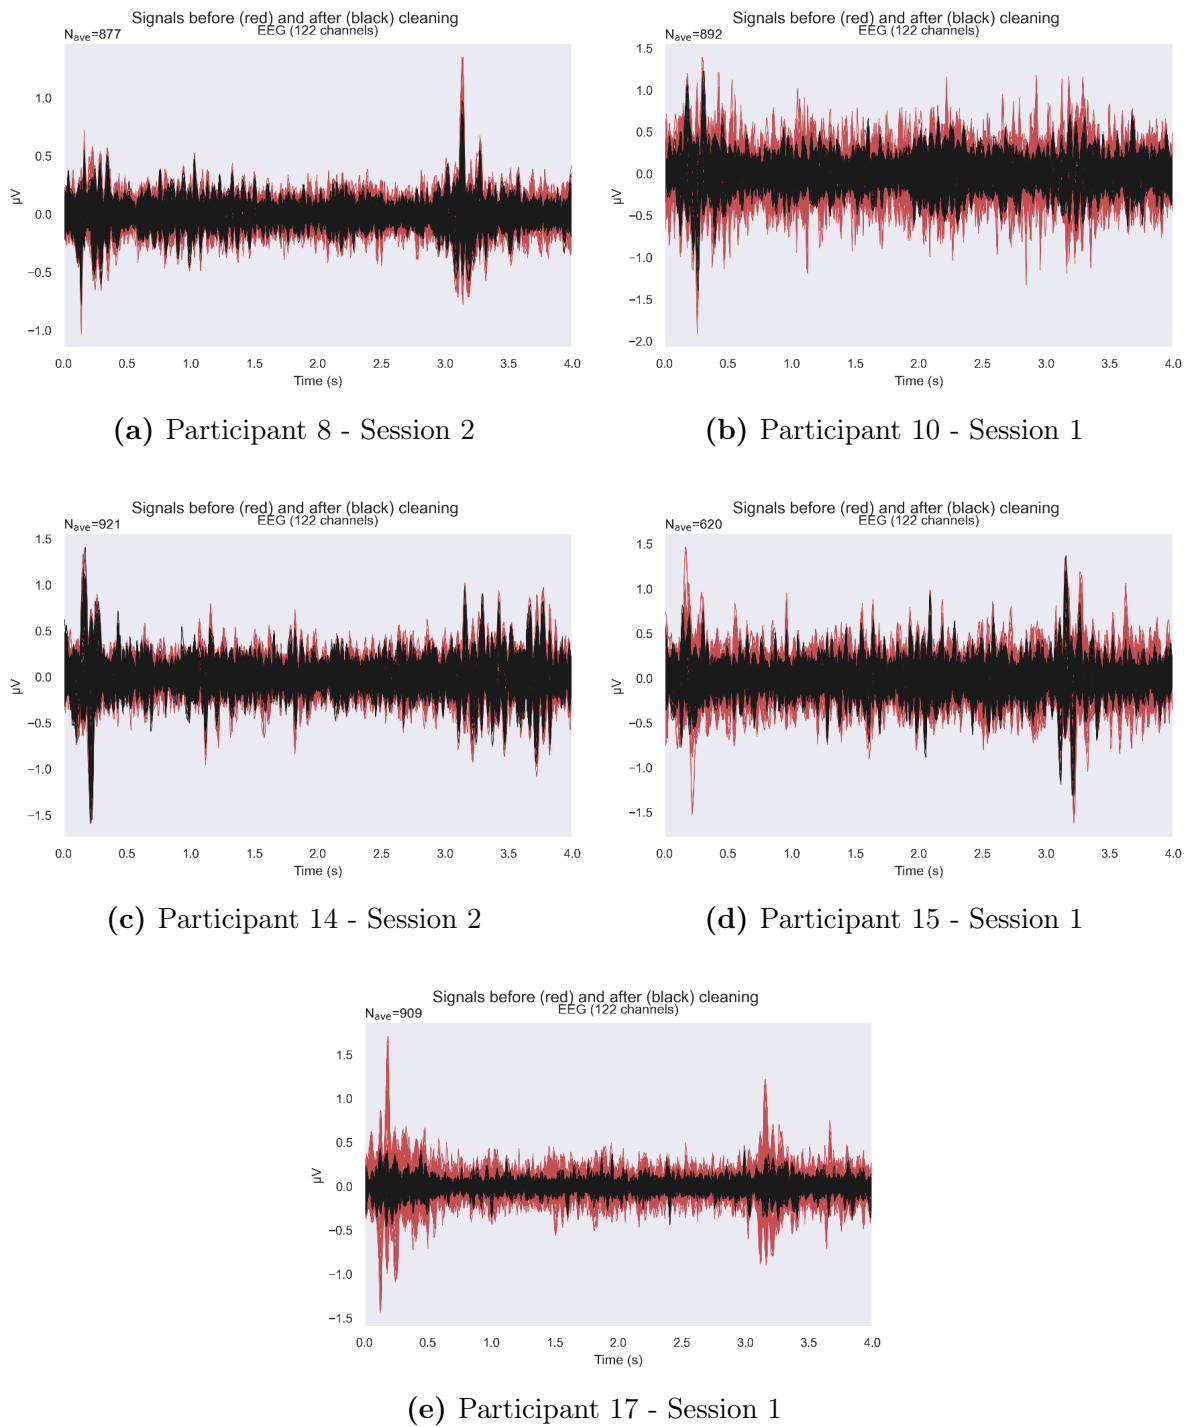 Signals before (red) and after (black) cleaning
EEG (122 channels)
Nave=877
1.0
0.5
0.0
−0.5
−1.0
µV
0.0 0.5 1.0 1.5 2.0 2.5 3.0 3.5 4.0
Time (s)
(a) Participant 8 - Session 2
Signals before (red) and after (black) cleaning
EEG (122 channels)
Nave=892
1.5
1.0
0.5
0.0
−0.5
−1.0
−1.5
−2.0
µV
0.0 0.5 1.0 1.5 2.0 2.5 3.0 3.5 4.0
Time (s)
(b) Participant 10 - Session 1
Signals before (red) and after (black) cleaning
EEG (122 channels)
Nave=921
1.5
1.0
0.5
0.0
−0.5
−1.0
−1.5
µV
0.0 0.5 1.0 1.5 2.0 2.5 3.0 3.5 4.0
Time (s)
(c) Participant 14 - Session 2
Signals before (red) and after (black) cleaning
EEG (122 channels)
Nave=620
1.5
1.0
0.5
0.0
−0.5
−1.0
−1.5
µV
0.0 0.5 1.0 1.5 2.0 2.5 3.0 3.5 4.0
Time (s)
(d) Participant 15 - Session 1
Signals before (red) and after (black) cleaning
EEG (122 channels)
Nave=909
1.5
1.0
0.5
0.0
−0.5
−1.0
−1.5
µV
0.0 0.5 1.0 1.5 2.0 2.5 3.0 3.5 4.0
Time (s)
(e) Participant 17 - Session 1